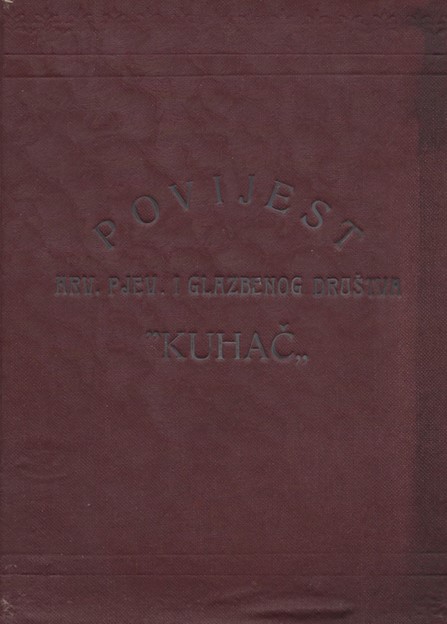 POVIJEST
HRV. PJEV. I GLAZBENOG DRUŠTVA
”KUHAČ„